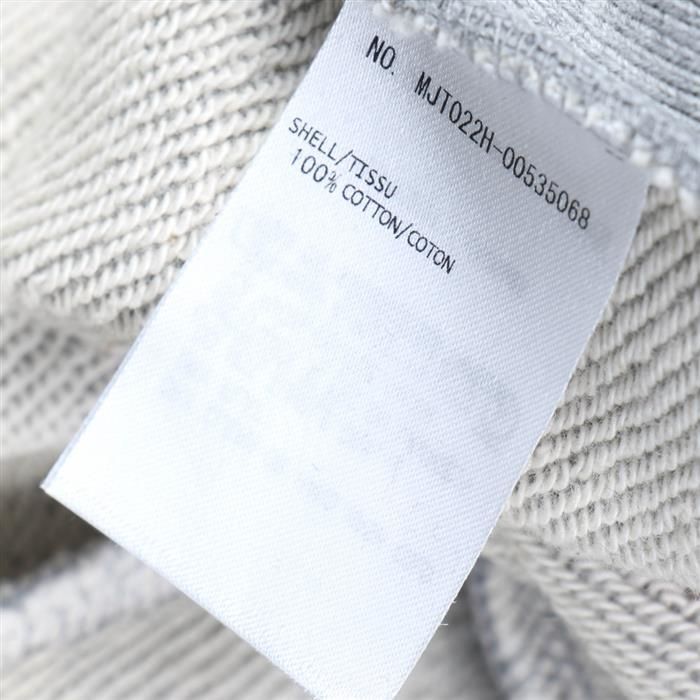 NO. MJT022H-00535068
SHELL/TISSU
100% COTTON/COTON